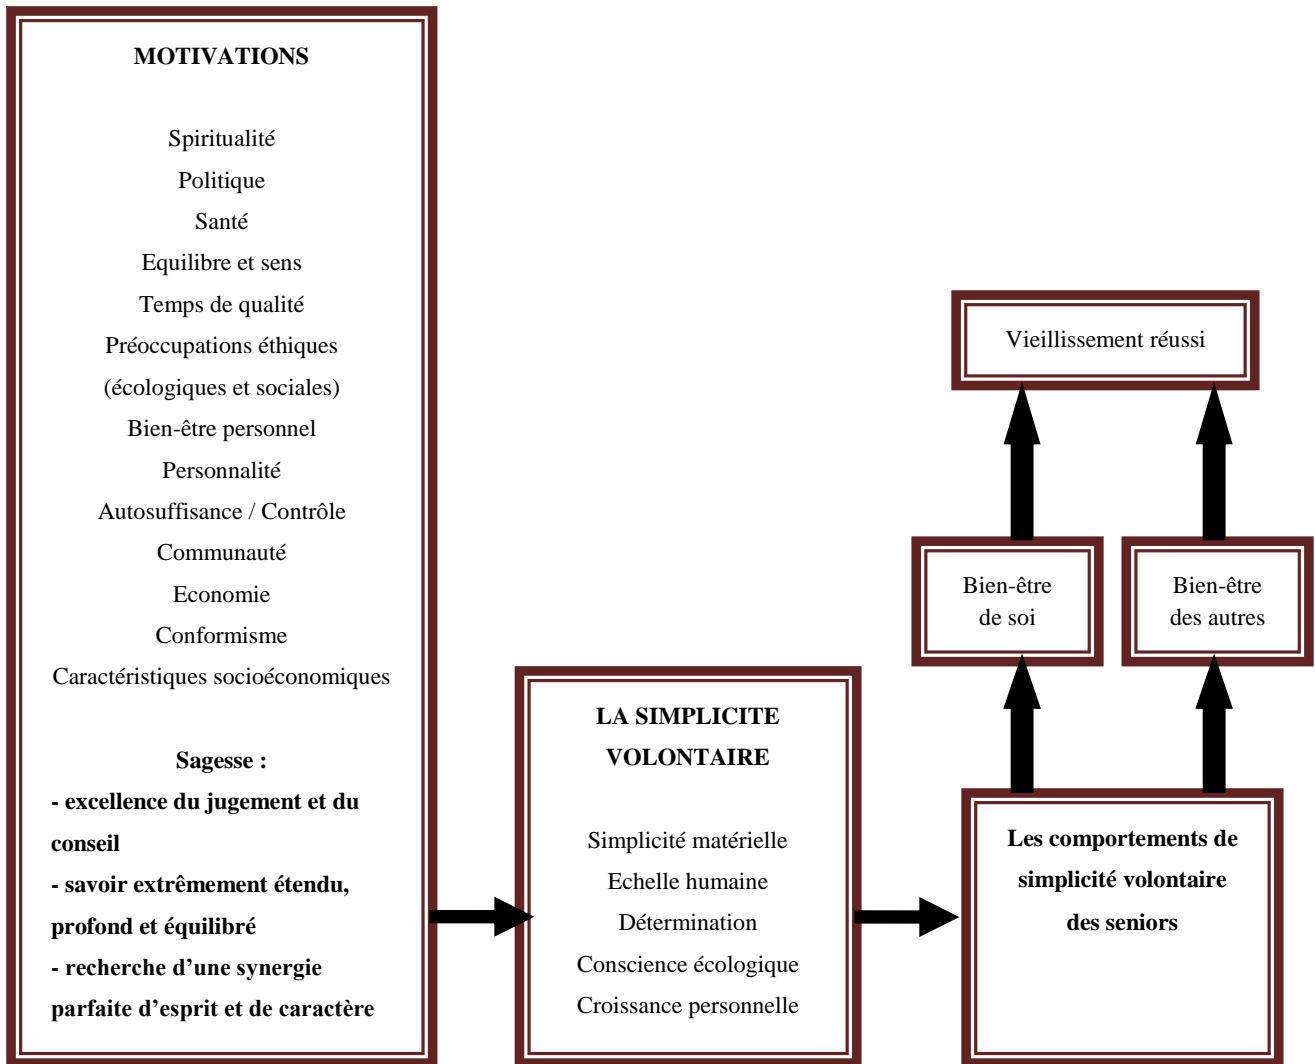 MOTIVATIONS
Spiritualité
Politique
Santé
Equilibre et sens
Temps de qualité
Préoccupations éthiques
(écologiques et sociales)
Bien-être personnel
Personnalité
Autosuffisance / Contrôle
Communauté
Economie
Conformisme
Caractéristiques socioéconomiques
Sagesse :
- excellence du jugement et du
conseil
- savoir extrêmement étendu,
profond et équilibré
- recherche d’une synergie
parfaite d’esprit et de caractère
LA SIMPLICITE
VOLONTAIRE
Simplicité matérielle
Echelle humaine
Détermination
Conscience écologique
Croissance personnelle
Les comportements de
simplicité volontaire
des seniors
Bien-être
de soi
Bien-être
des autres
Vieillissement réussi